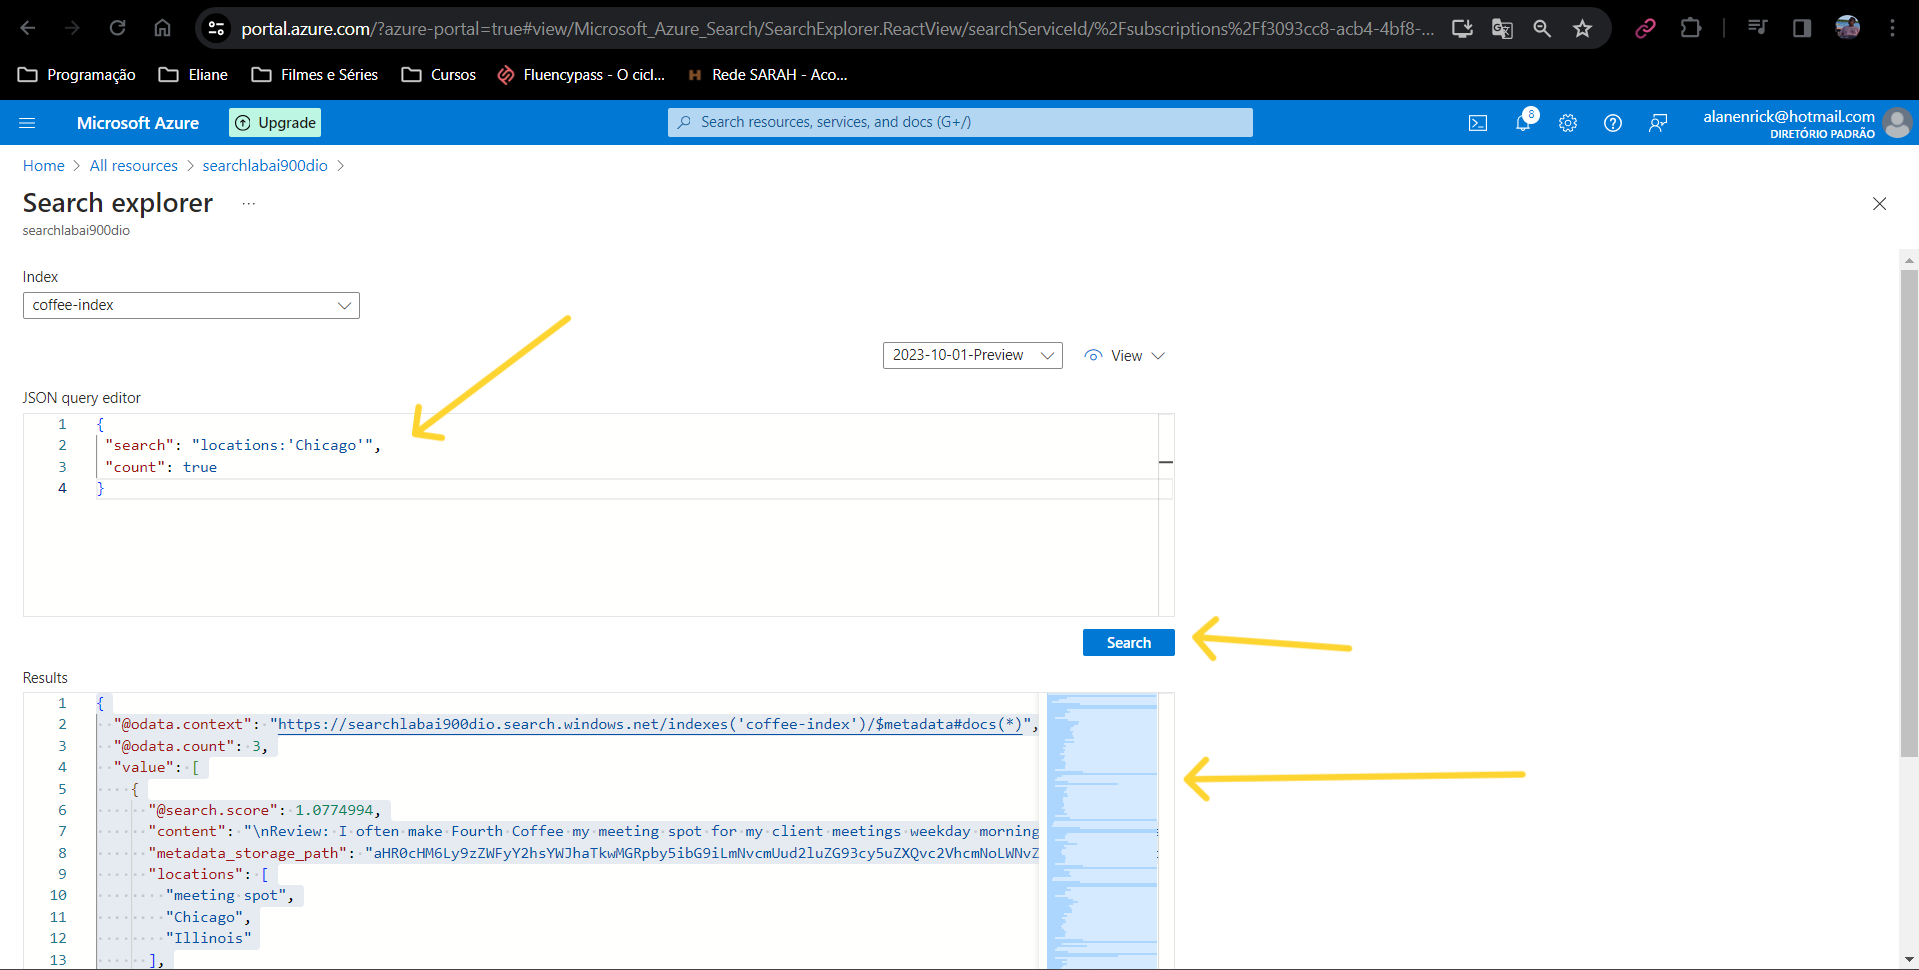 portal.azure.com/?azure-portal=true#view/Microsoft_Azure_Search/SearchExplorer.ReactView/searchServiceId/%2Fsubscriptions%2Ff3093cc8-acb4-4bf8-...
Programação Eliane Filmes e Séries Cursos Fluencypass - O cicl... H Rede SARAH - Aco...
Microsoft Azure Upgrade Search resources, services, and docs (G+/) 8 alanenrick@hotmail.com
DIRETÓRIO PADRÃO
Home > All resources > searchlabai900dio >
Search explorer ...
searchlabai900dio
Index
coffee-index
2023-10-01-Preview View
JSON query editor
1 {
2 "search": "locations:'Chicago'",
3 "count": true
4 }
Search
Results
1 {
2 "@odata.context": "https://searchlabai900dio.search.windows.net/indexes('coffee-index')/$metadata#docs(*)",
3 "@odata.count": 3,
4 "value": [
5 {
6 "@search.score": 1.0774994,
7 "content": "\nReview: I often make Fourth Coffee my meeting spot for my client meetings weekday morning
8 "metadata_storage_path":
9 "locations": [
10 "meeting spot",
11 "Chicago",
12 "Illinois"
13 ],